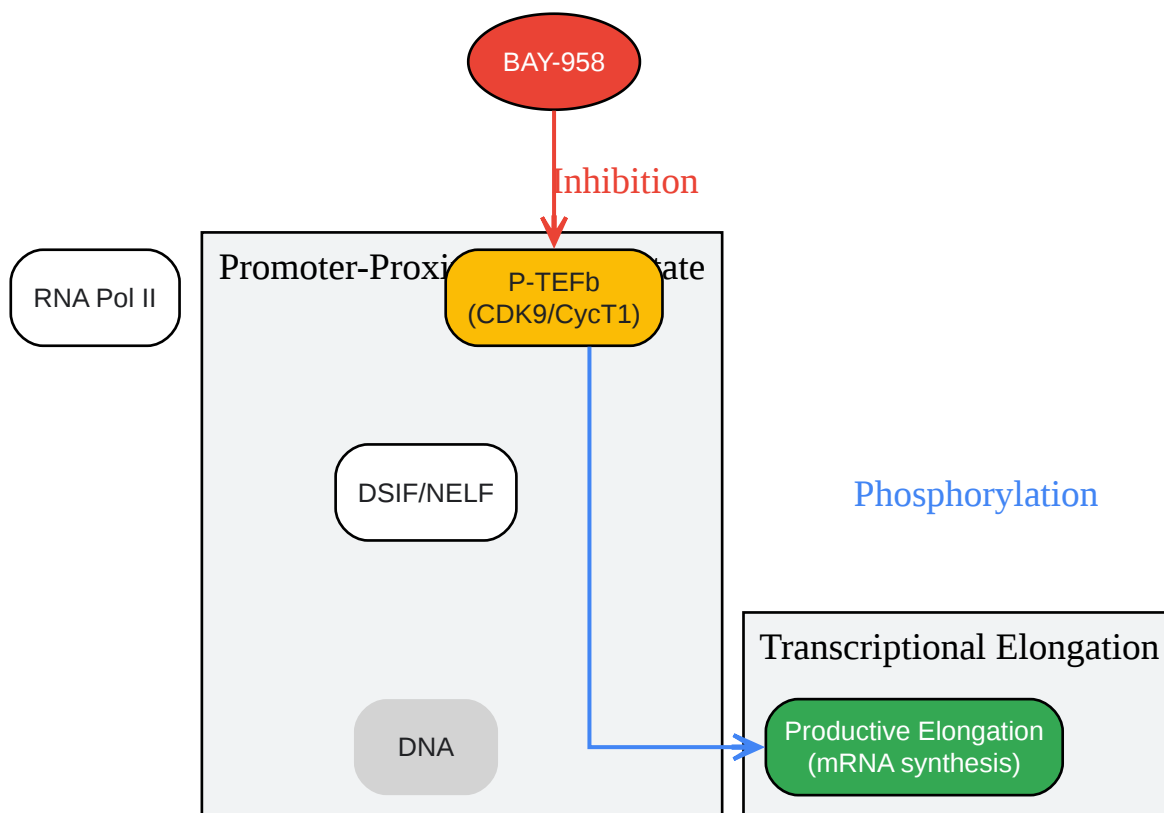 BAY-958
Inhibition
Promoter-Proxi
tate
P-TEFb
(CDK9/CycT1)
RNA Pol II
DSIF/NELF
Phosphorylation
Transcriptional Elongation
Productive Elongation
(mRNA synthesis)
DNA